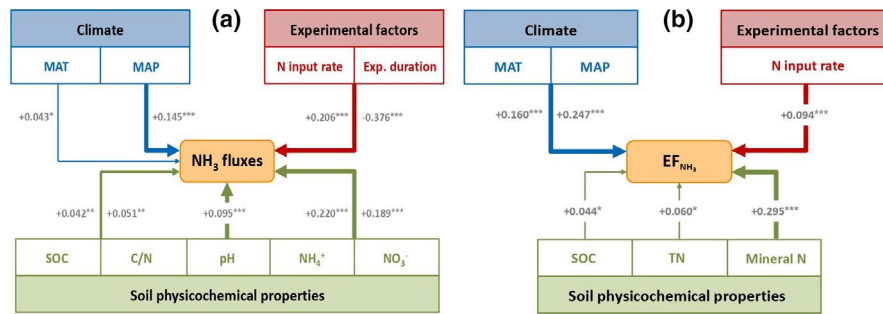 (a)
Climate
MAT MAP
Experimental factors
N input rate Exp. duration
+0.043* +0.145*** +0.206*** -0.376***
NH₃ fluxes
+0.042** +0.051** +0.095*** +0.220*** +0.189***
SOC C/N pH NH₄⁺ NO₃⁻
Soil physicochemical properties
(b)
Climate
MAT MAP
Experimental factors
N input rate
+0.160*** +0.247*** +0.094***
EF_NH₃
+0.044* +0.060* +0.295***
SOC TN Mineral N
Soil physicochemical properties